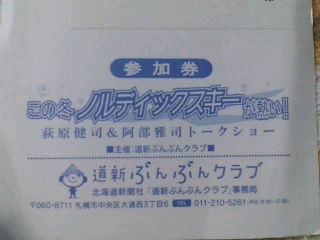 参加券
この冬ノルディックスキーが熱い!
荻原健司&阿部雅司トークショー
■主催:道新ぶんぶんクラブ■
道新ぶんぶんクラブ
北海道新聞社「道新ぶんぶんクラブ」事務局
〒060-8711 札幌市中央区大通西3丁目6 TEL 011-210-5261